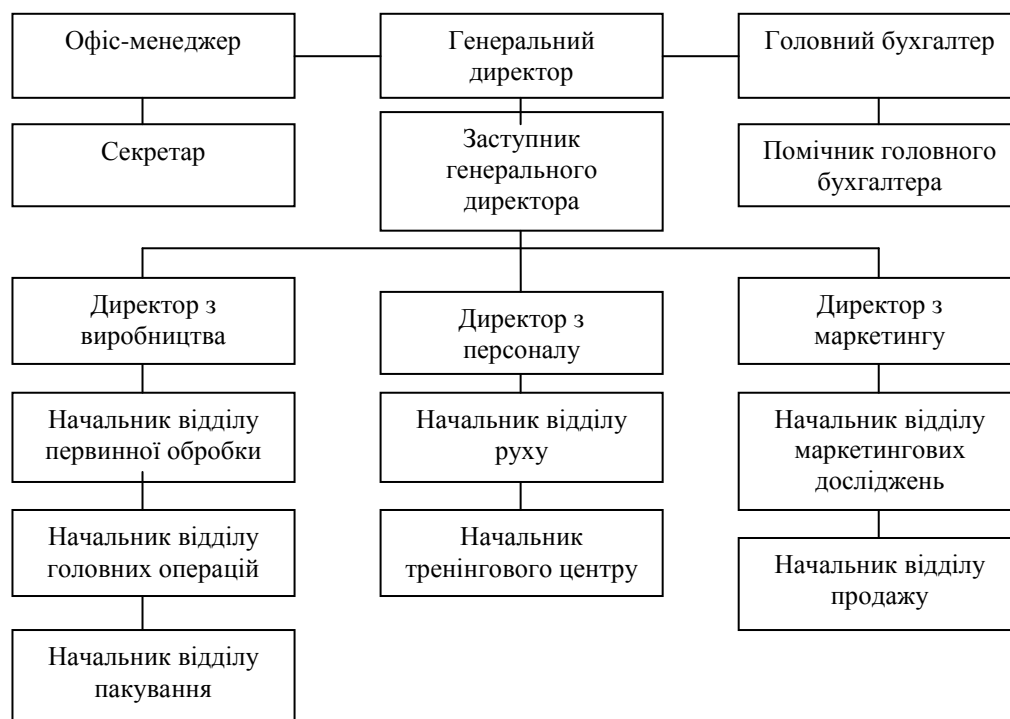 Офіс-менеджер
Генеральний
директор
Головний бухгалтер
Секретар
Заступник
генерального
директора
Помічник головного
бухгалтера
Директор з
виробництва
Директор з
персоналу
Директор з
маркетингу
Начальник відділу
первинної обробки
Начальник відділу
руху
Начальник відділу
маркетингових
досліджень
Начальник відділу
головних операцій
Начальник
тренінгового центру
Начальник відділу
продажу
Начальник відділу
пакування